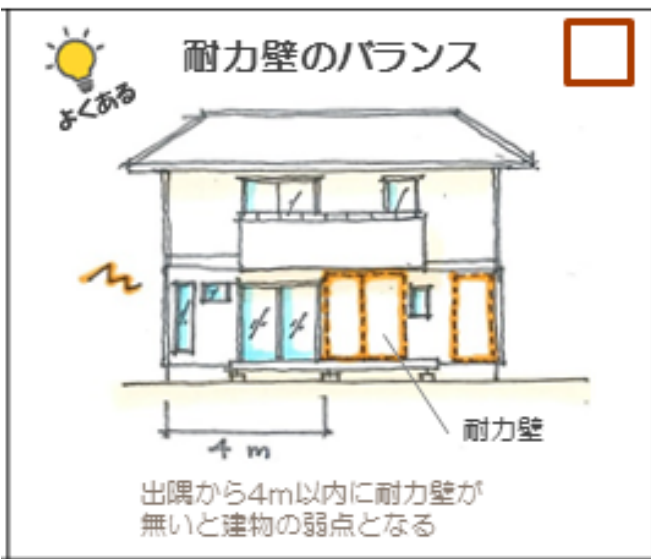 耐力壁のバランス
よくある
耐力壁
4 m
出隅から4m以内に耐力壁が
無いと建物の弱点となる